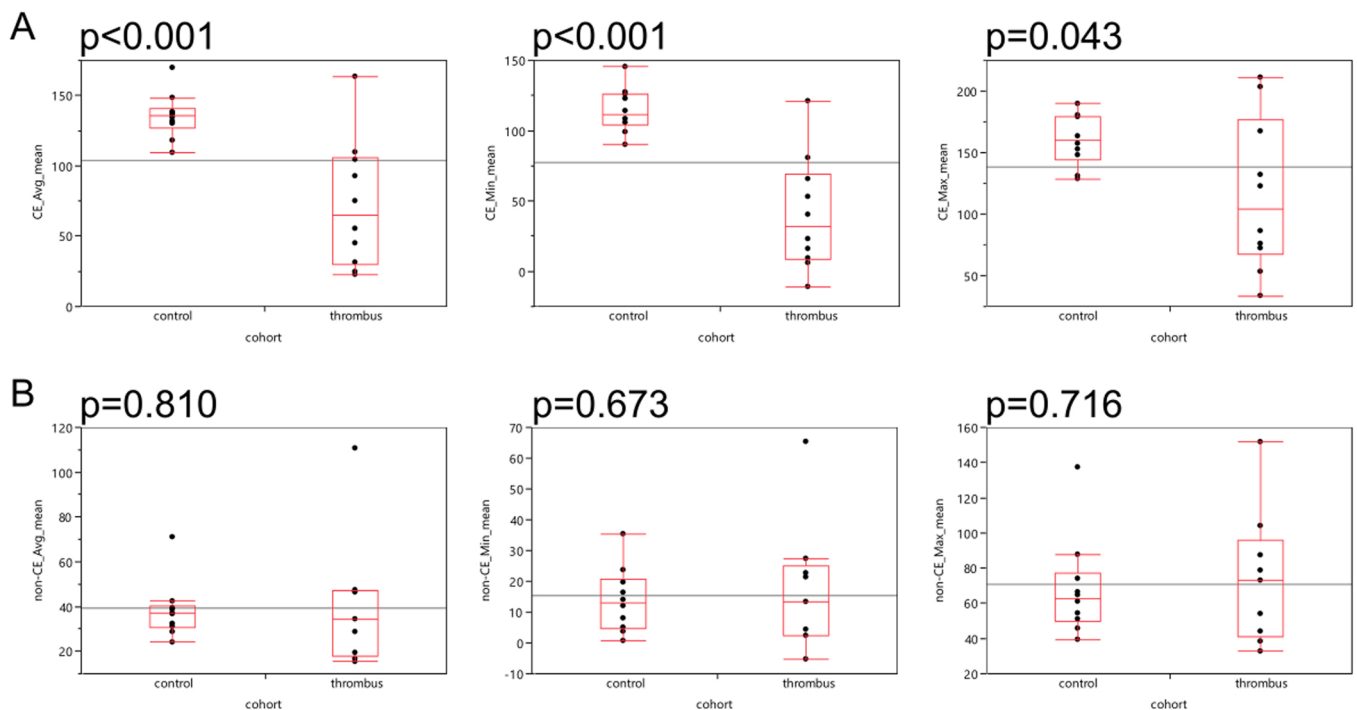 A
p<0.001
p<0.001
p=0.043
CE_Avg_mean
150
100
50
0
control
thrombus
cohort
CE_Min_mean
150
100
50
0
control
thrombus
cohort
CE_Max_mean
200
150
100
50
control
thrombus
cohort
B
p=0.810
p=0.673
p=0.716
non-CE_Avg_mean
120
100
80
60
40
20
control
thrombus
cohort
non-CE_Min_mean
70
60
50
40
30
20
10
0
-10
control
thrombus
cohort
non-CE_Max_mean
160
140
120
100
80
60
40
20
control
thrombus
cohort